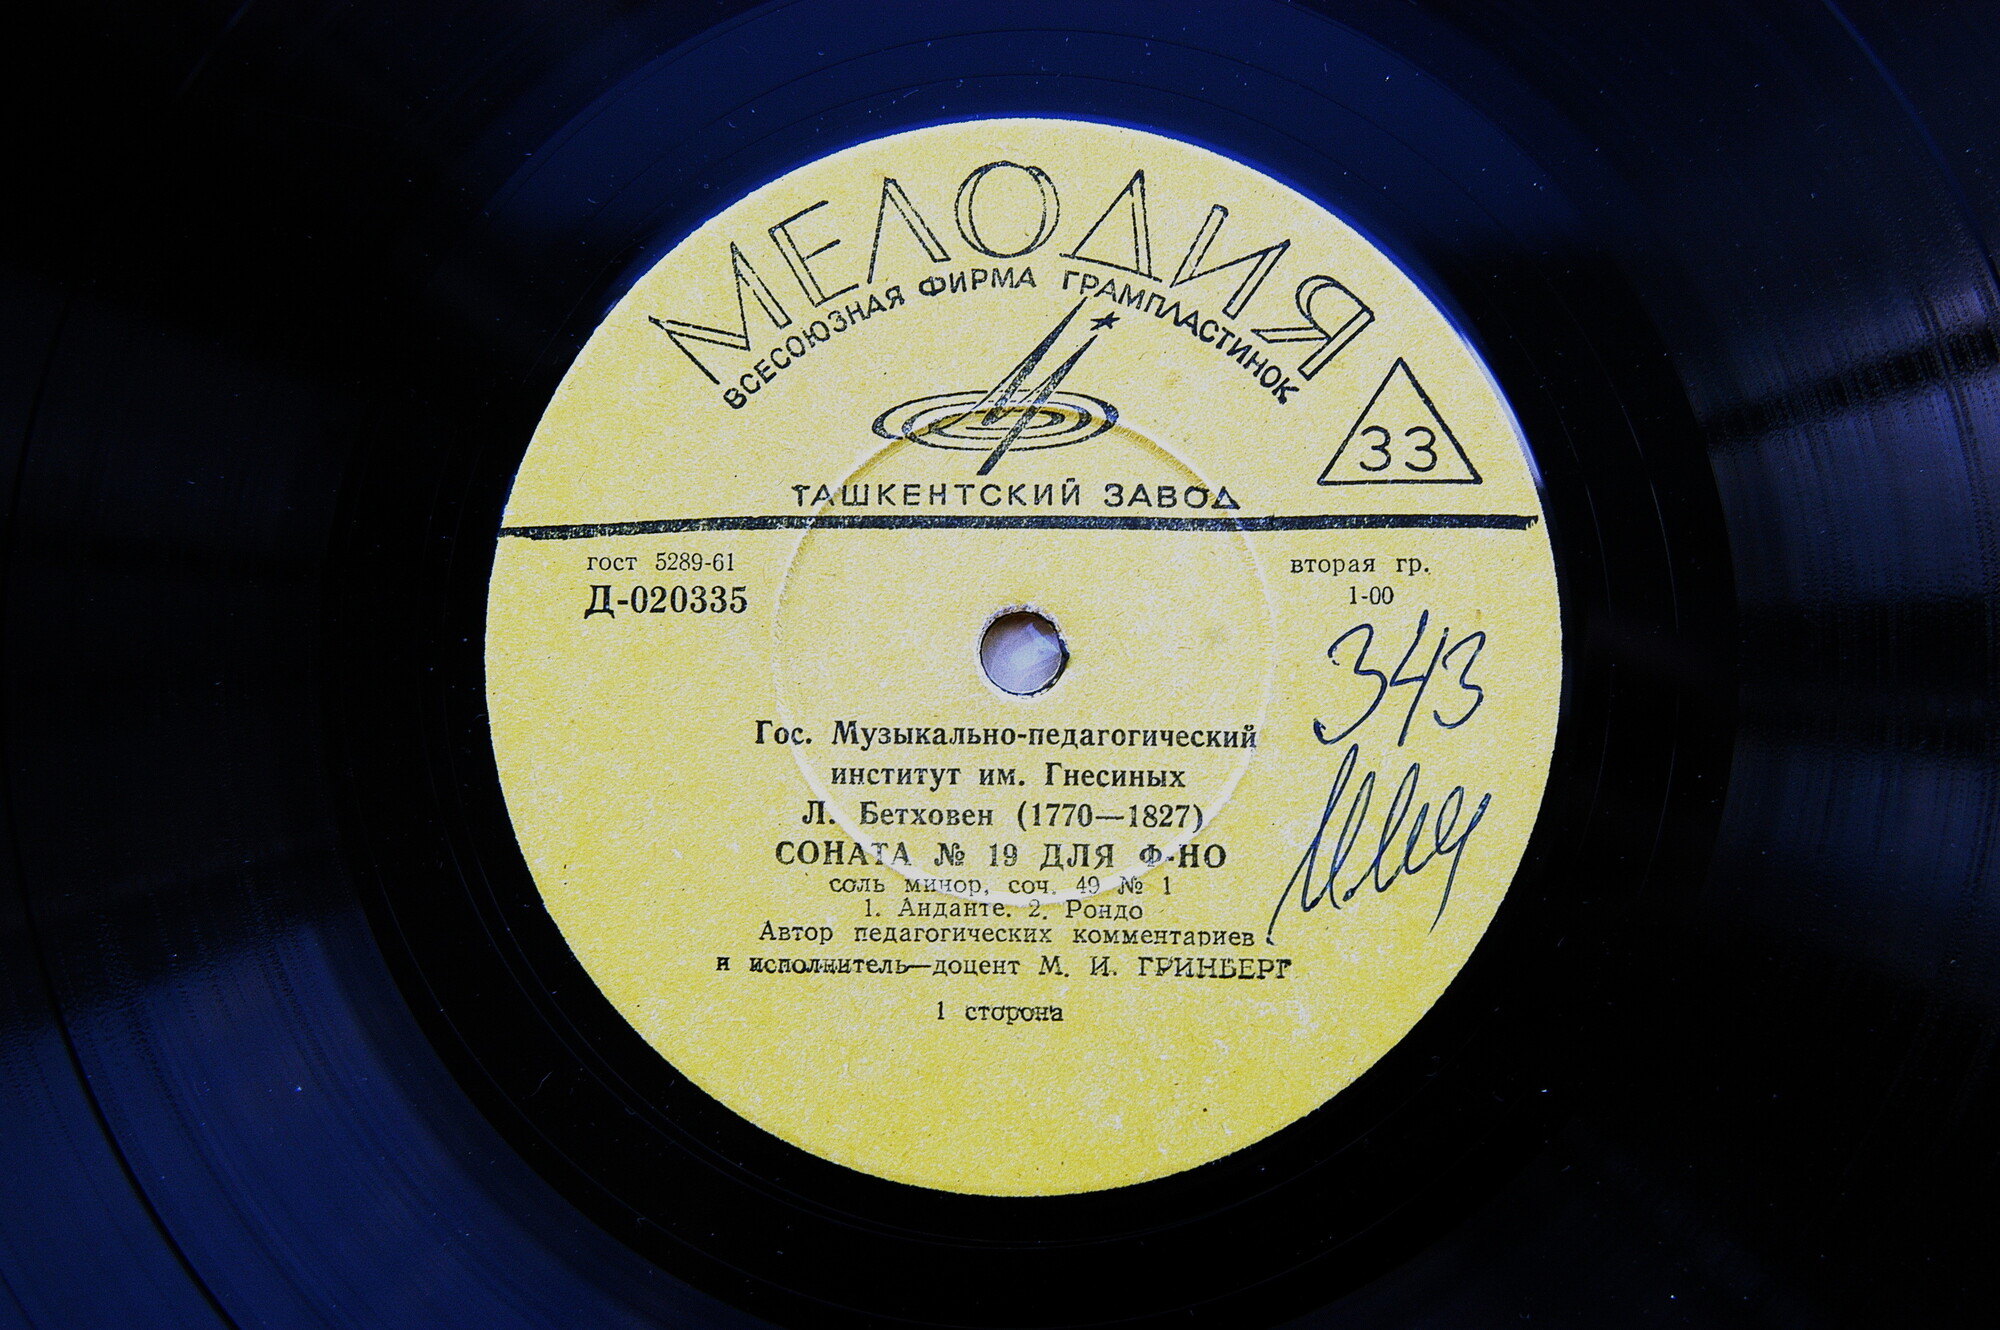 МЕЛОДИЯ
ВСЕСОЮЗНАЯ ФИРМА ГРАМПЛАСТИНОК
33
ТАШКЕНТСКИЙ ЗАВОД
гост 5289-61
Д-020335
вторая гр.
1-00
343
Гос. Музыкально-педагогический
институт им. Гнесиных
Л. Бетховен (1770—1827)
СОНАТА № 19 ДЛЯ Ф-НО
соль минор, соч. 49 № 1
1. Анданте. 2. Рондо
Автор педагогических комментариев
и исполнитель—доцент М. И. ГРИНБЕРГ
1 сторона